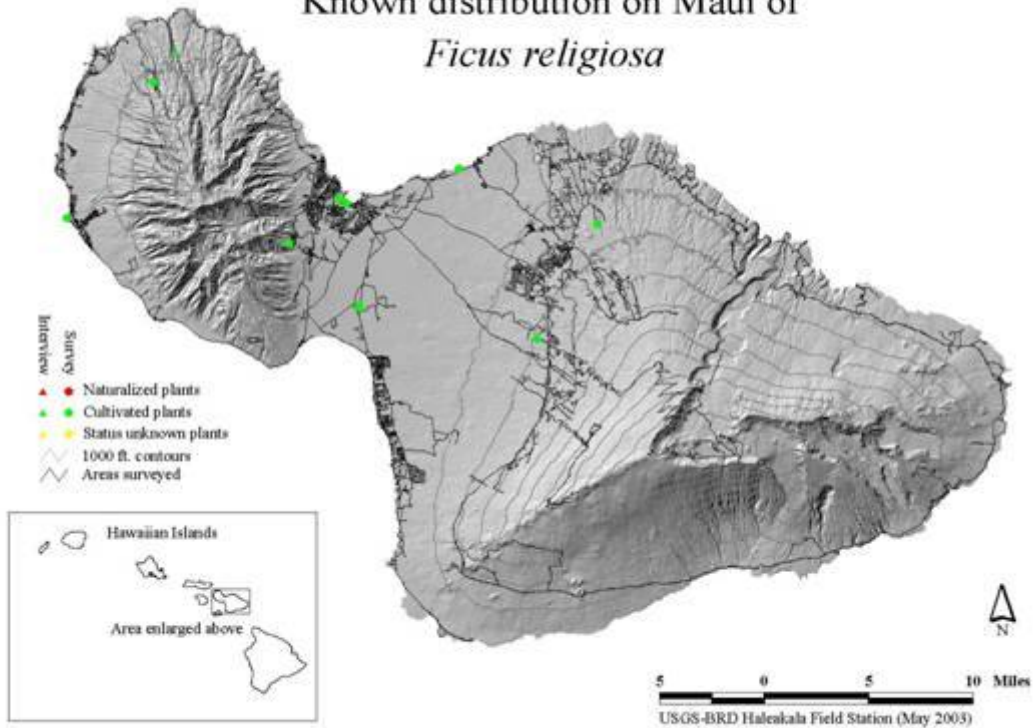 Known distribution on Maui of
Ficus religiosa
Interview
Survey
Naturalized plants
Cultivated plants
Status unknown plants
1000 ft. contours
Areas surveyed
Hawaiian Islands
Area enlarged above
N
5 0 5 10 Miles
USGS-BRD Haleakala Field Station (May 2003)